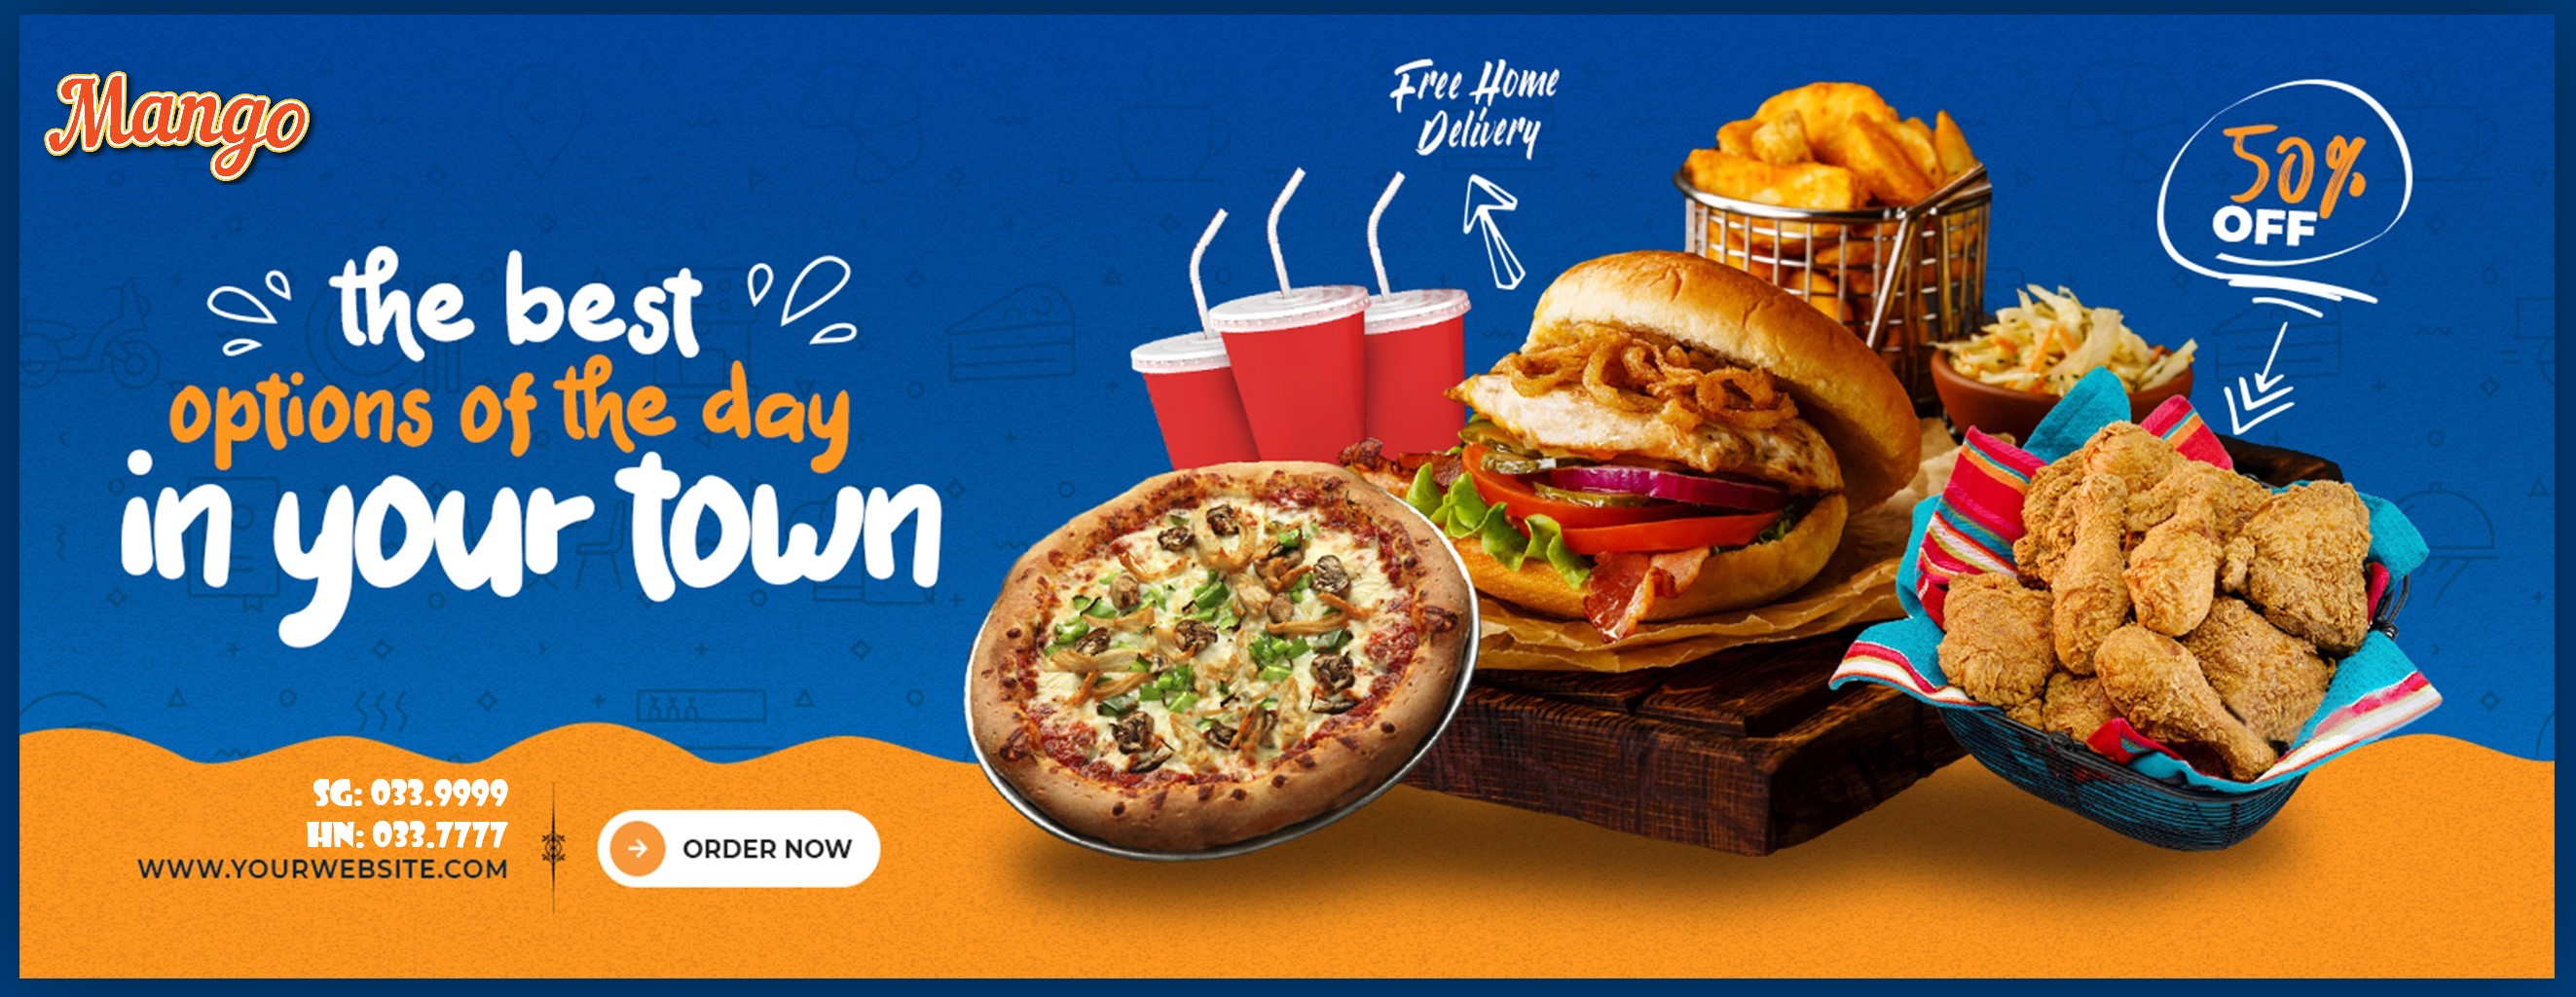 Mango
the best
options of the day
in your town
Free Home
Delivery
50%
OFF
SG: 033.9999
HN: 033.7777
WWW.YOURWEBSITE.COM
ORDER NOW